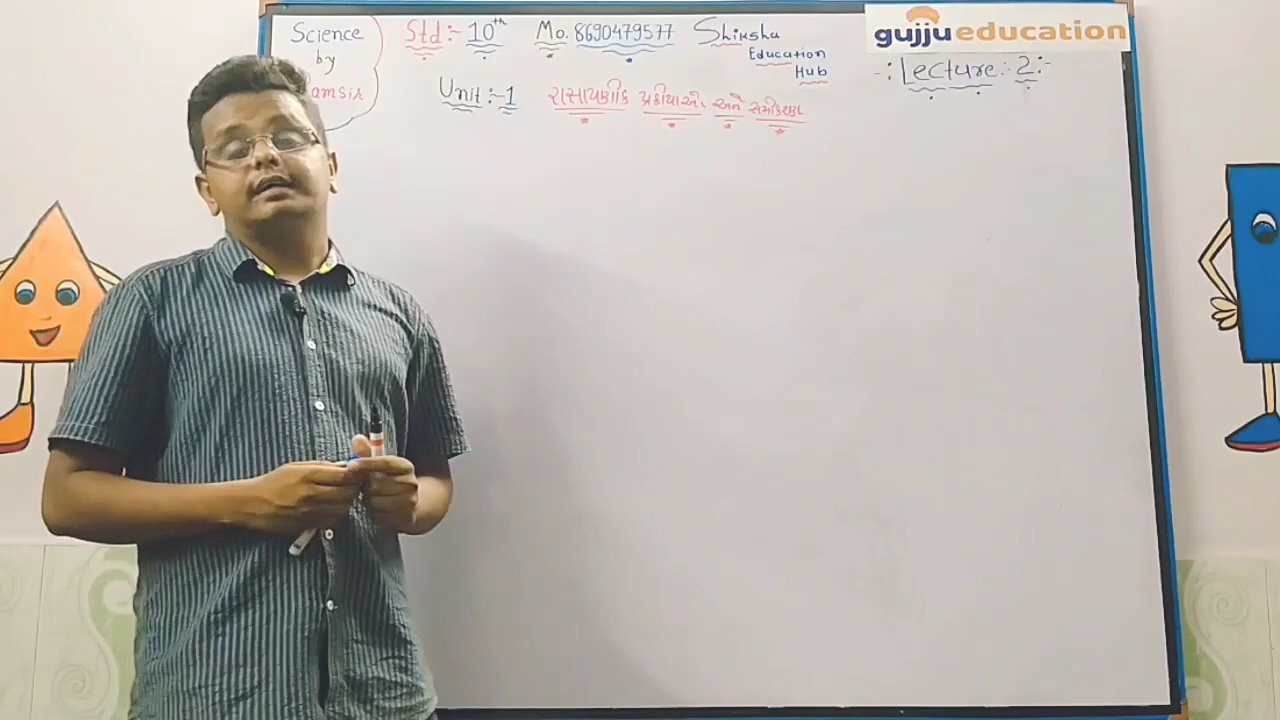 Science
by
Std:- 10th
Mo. 8690479577
Shiksha
Education
Hub
gujjueducation
-: Lecture:- 2:-
Unit:-1 રાસાયણીક પ્રક્રીયાઓ અને સમીકરણ